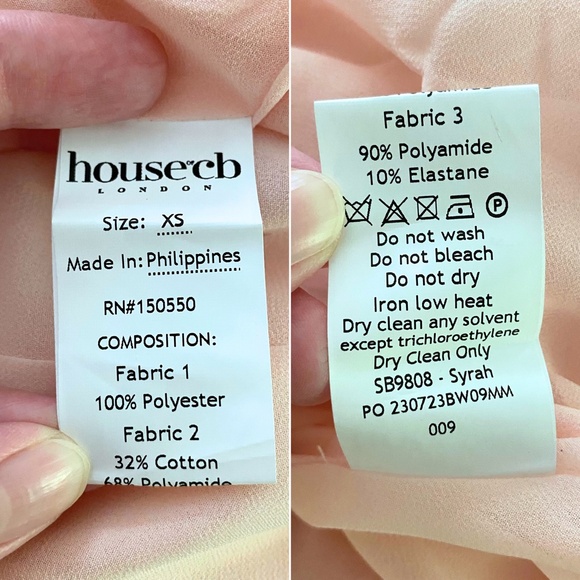 house of cb
LONDON
Size: XS
Made In: Philippines
RN#150550
COMPOSITION:
Fabric 1
100% Polyester
Fabric 2
32% Cotton
68% Polyamide
Fabric 3
90% Polyamide
10% Elastane
P
Do not wash
Do not bleach
Do not dry
Iron low heat
Dry clean any solvent
except trichloroethylene
Dry Clean Only
SB9808 - Syrah
PO 230723BW09MM
009